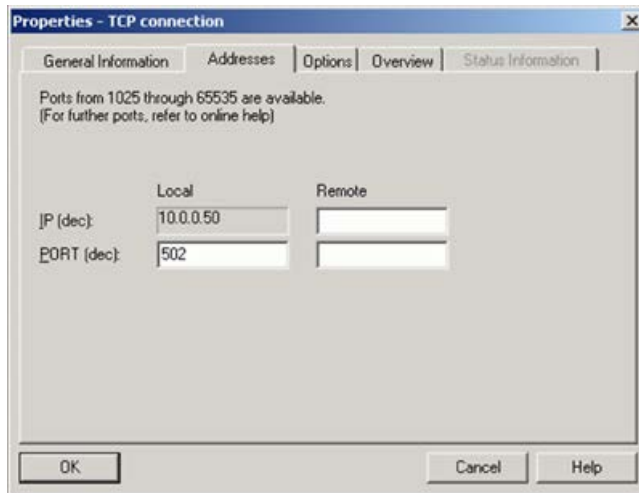 Properties - TCP connection
General Information Addresses Options Overview Status Information
Ports from 1025 through 65535 are available.
(For further ports, refer to online help)
Local Remote
IP (dec): 10.0.0.50
PORT (dec): 502
OK Cancel Help